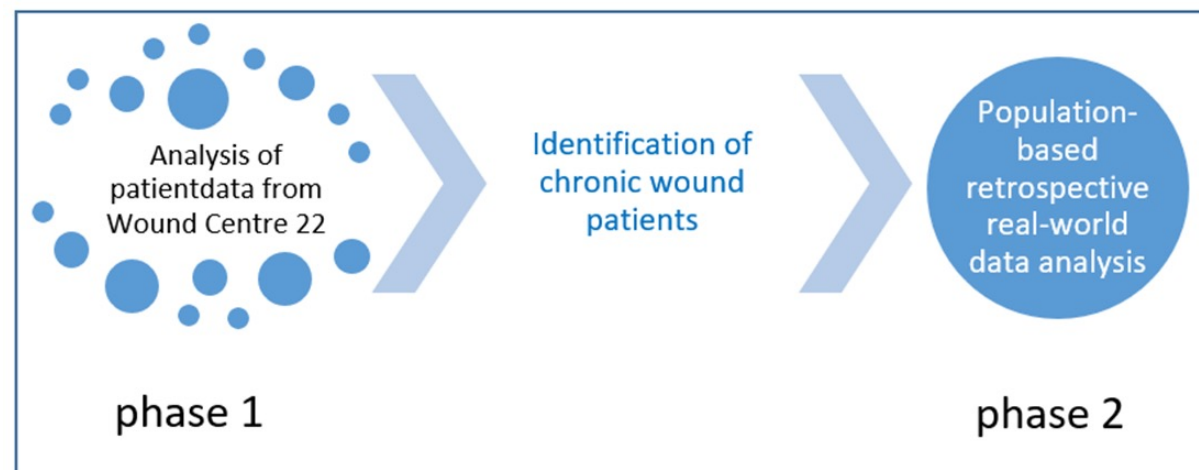 Analysis of
patientdata from
Wound Centre 22
Identification of
chronic wound
patients
Population-
based
retrospective
real-world
data analysis
phase 1
phase 2